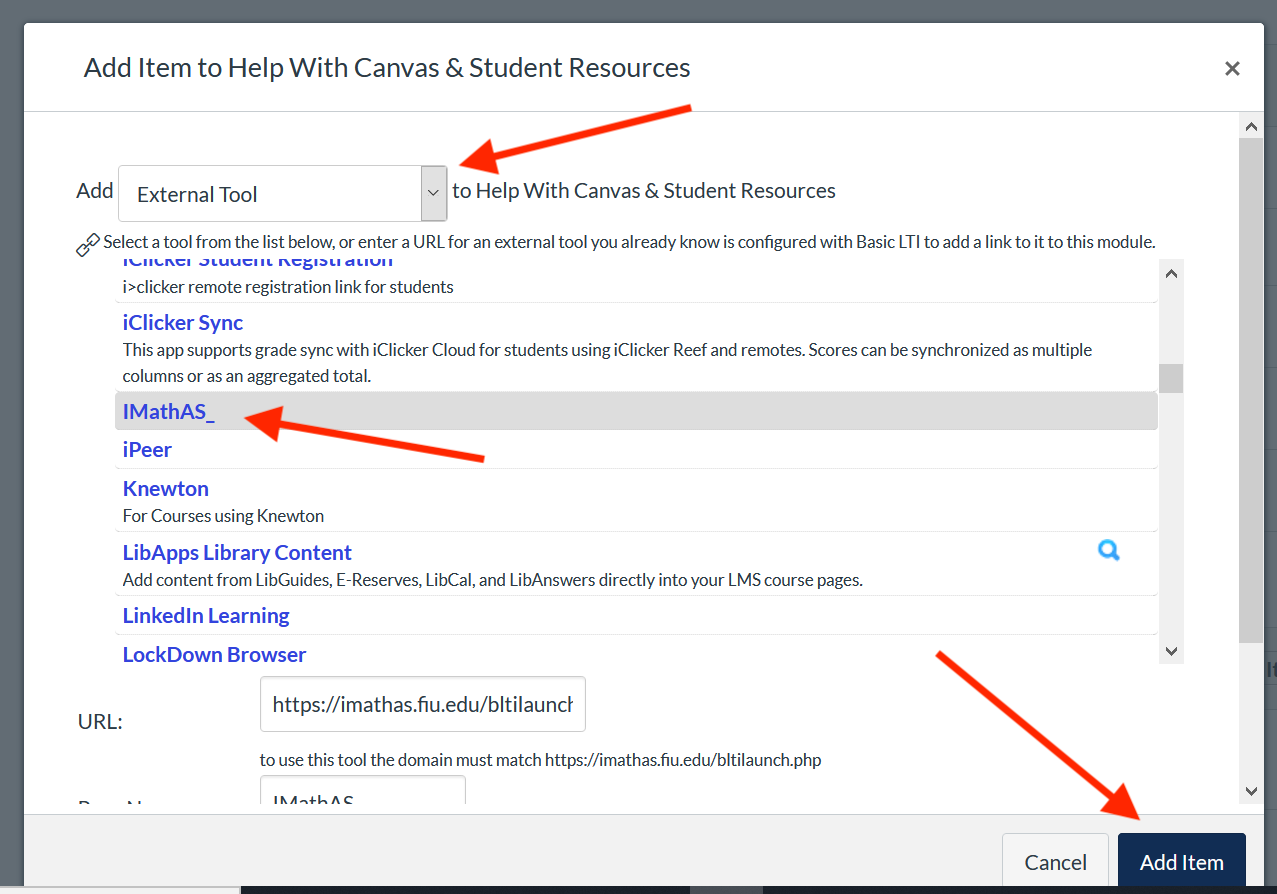 Add Item to Help With Canvas & Student Resources
Add External Tool to Help With Canvas & Student Resources
Select a tool from the list below, or enter a URL for an external tool you already know is configured with Basic LTI to add a link to it to this module.
iClicker Student Registration
i>clicker remote registration link for students
iClicker Sync
This app supports grade sync with iClicker Cloud for students using iClicker Reef and remotes. Scores can be synchronized as multiple
columns or as an aggregated total.
IMathAS_
iPeer
Knewton
For Courses using Knewton
LibApps Library Content
Add content from LibGuides, E-Reserves, LibCal, and LibAnswers directly into your LMS course pages.
LinkedIn Learning
LockDown Browser
URL: https://imathas.fiu.edu/bltilaunch
to use this tool the domain must match https://imathas.fiu.edu/bltilaunch.php
IMathAS
Cancel Add Item